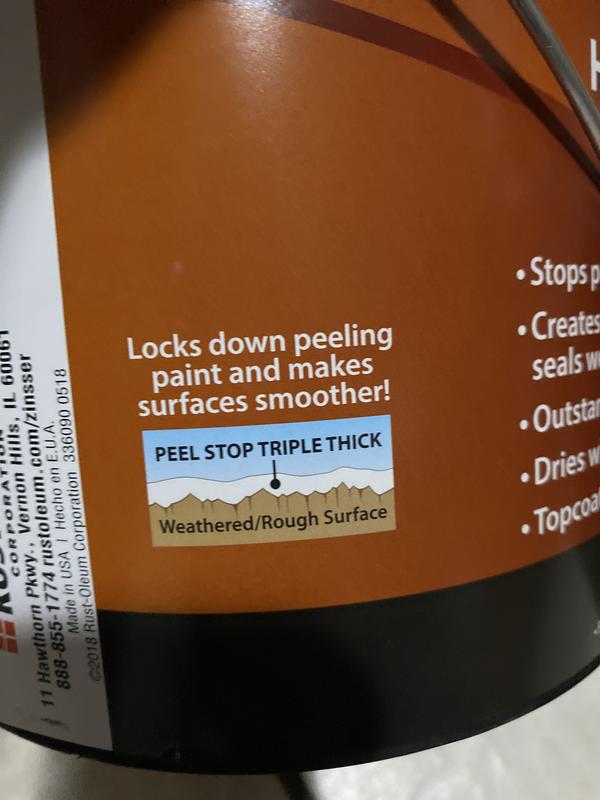 Locks down peeling
paint and makes
surfaces smoother!
PEEL STOP TRIPLE THICK
Weathered/Rough Surface
• Stops
• Creates
seals
•
• Dries
•
CORPORATION
11 Hawthorn Pkwy., Vernon Hills, IL 60061
888-855-1774 rustoleum.com/zinsser
Made in USA | Hecho en E.U.A.
©2018 Rust-Oleum Corporation 336090 0518